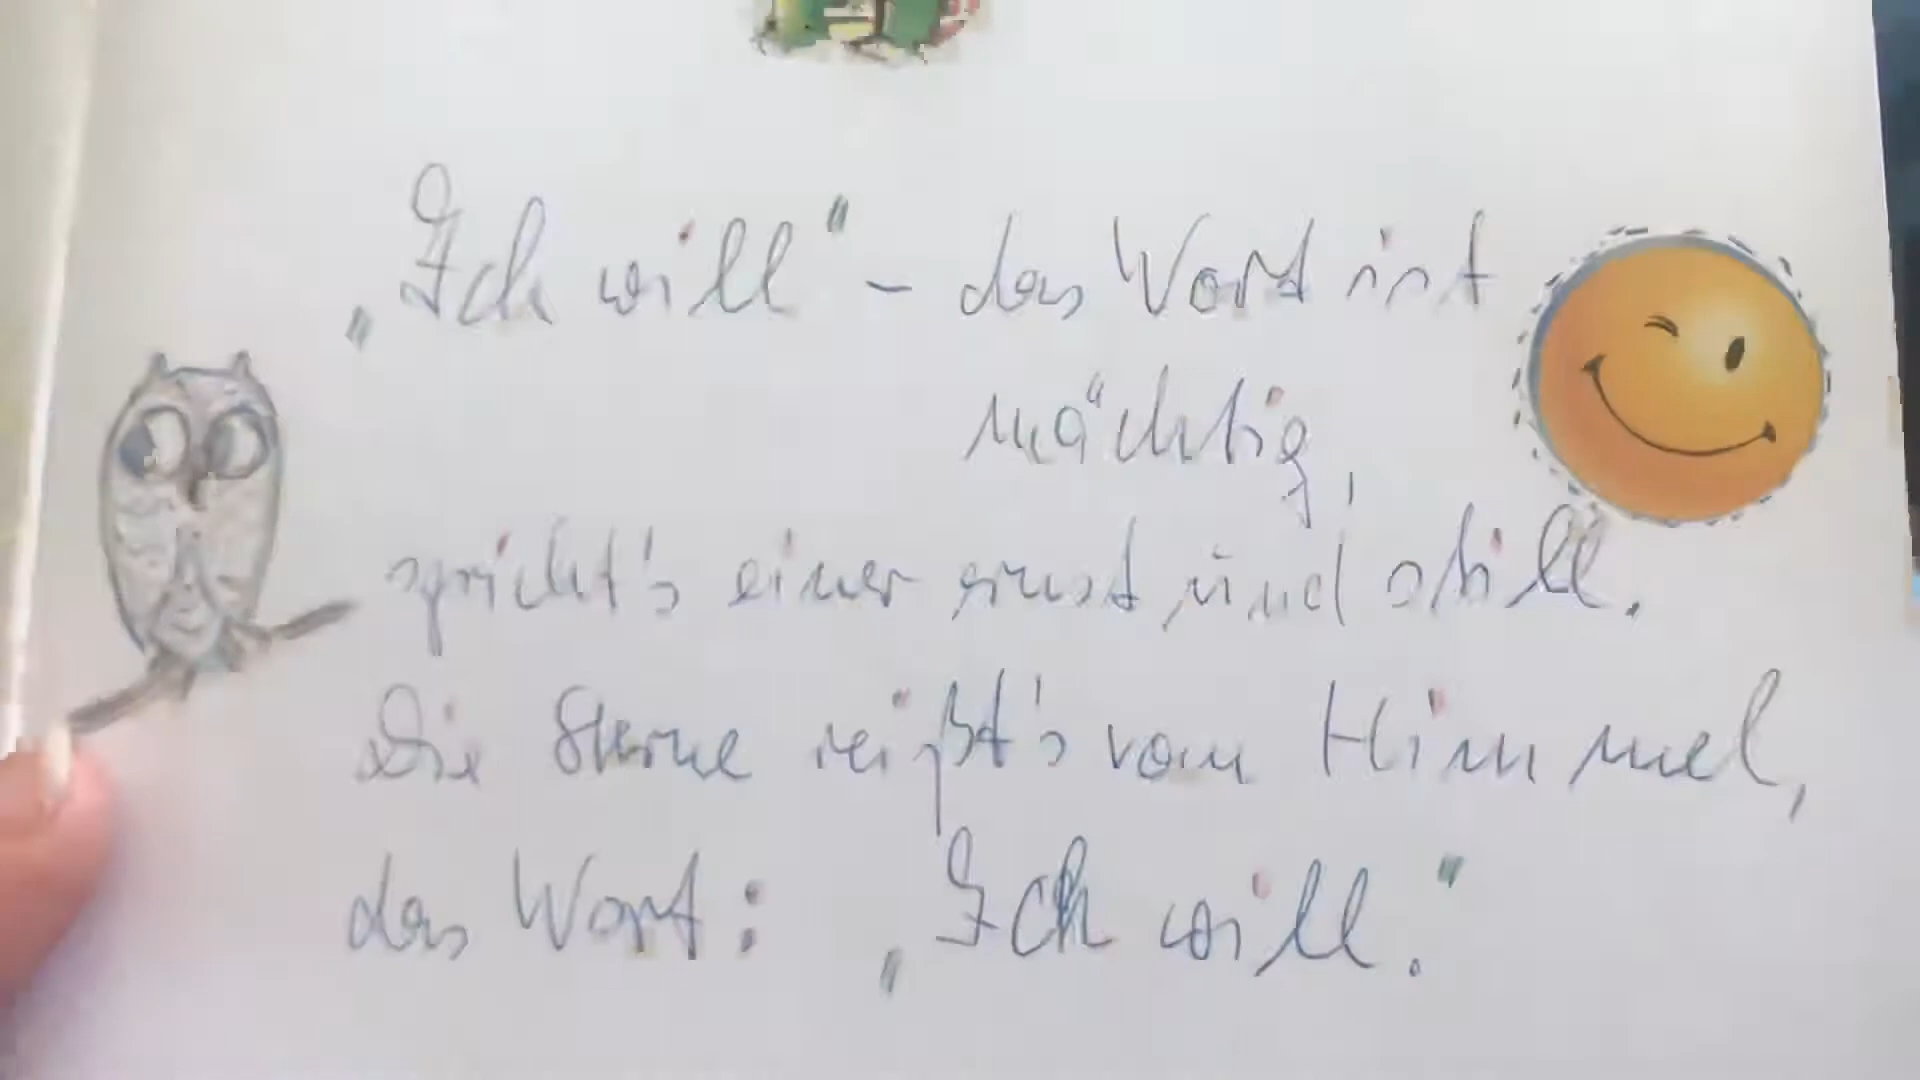 „Ich will“ – das Wort ist
mächtig,
spricht's einer ernst und still.
Die Sterne reißt's vom Himmel,
das Wort: „Ich will.“